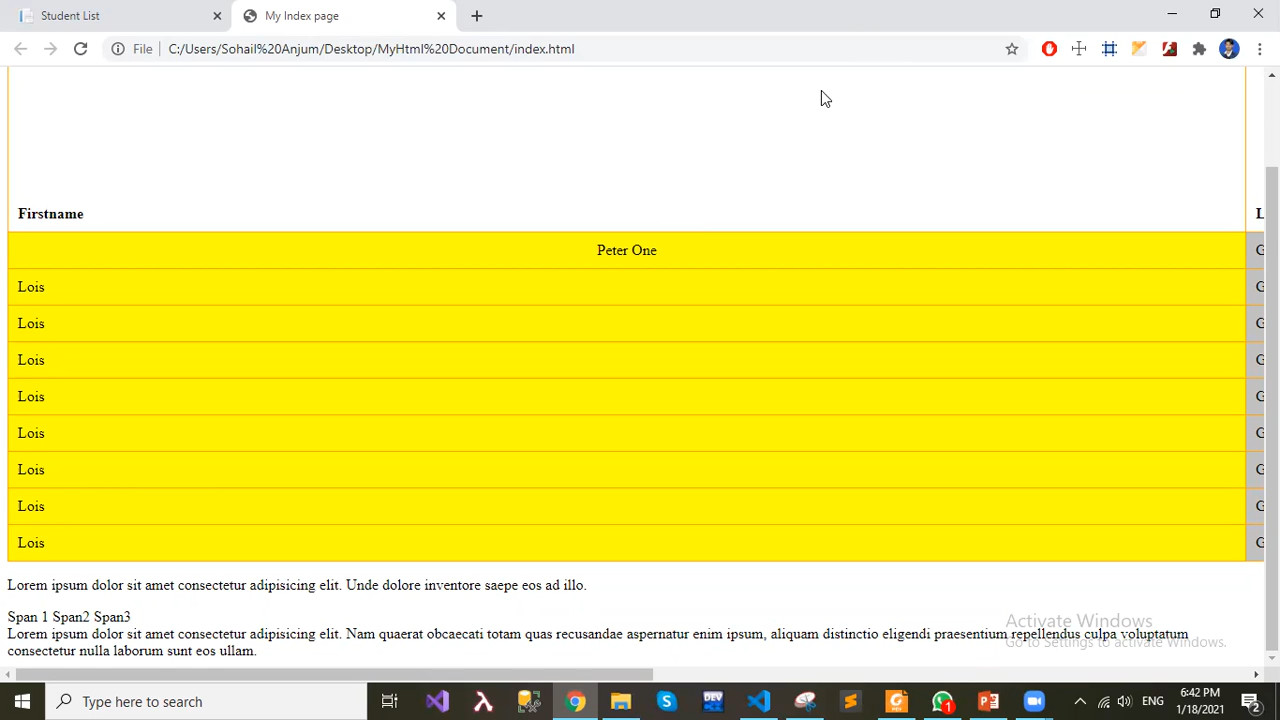 Student List
My Index page
File
C:/Users/Sohail%20Anjum/Desktop/MyHtml%20Document/index.html
Firstname
L
Peter One
G
Lois
G
Lois
G
Lois
G
Lois
G
Lois
G
Lois
G
Lois
G
Lois
G
Lorem ipsum dolor sit amet consectetur adipisicing elit. Unde dolore inventore saepe eos ad illo.
Span 1 Span2 Span3
Lorem ipsum dolor sit amet consectetur adipisicing elit. Nam quaerat obcaecati totam quas recusandae aspernatur enim ipsum, aliquam distinctio eligendi praesentium repellendus culpa voluptatum
consectetur nulla laborum sunt eos ullam.
Activate Windows
Go to Settings to activate Windows.
Type here to search
DEV
1
ENG
6:42 PM
1/18/2021
2